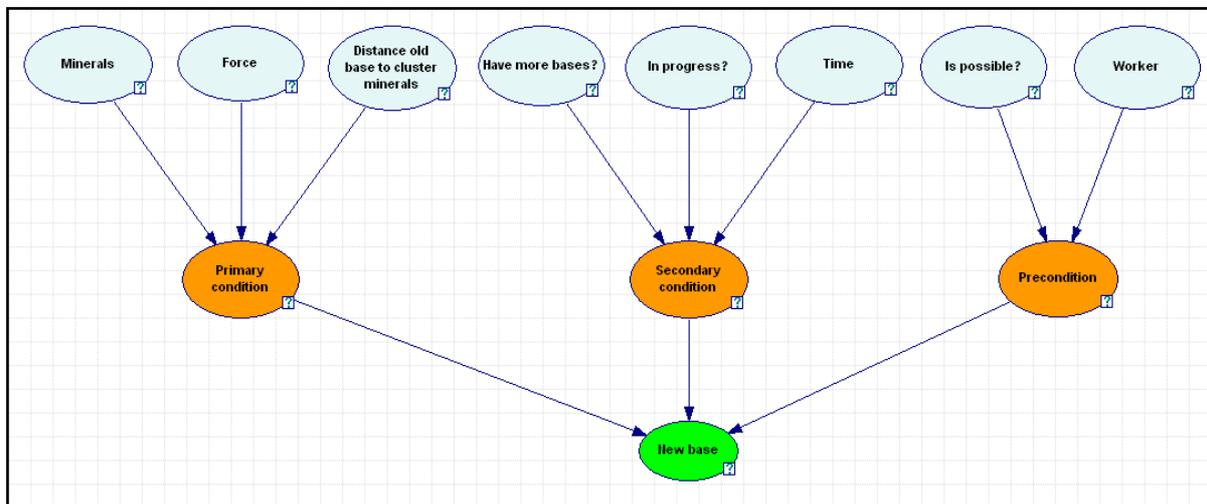 Minerals
?
Force
?
Distance old
base to cluster
minerals
?
Have more bases?
?
In progress?
?
Time
?
Is possible?
?
Worker
?
Primary
condition
?
Secondary
condition
?
Precondition
?
New base
?